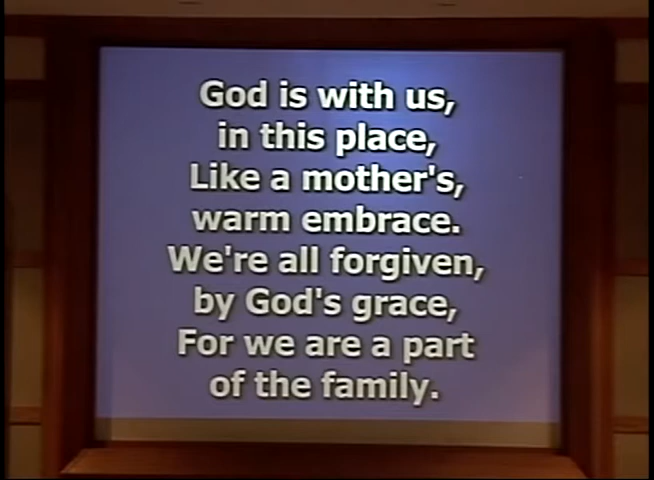 God is with us,
in this place,
Like a mother's,
warm embrace.
We're all forgiven,
by God's grace,
For we are a part
of the family.